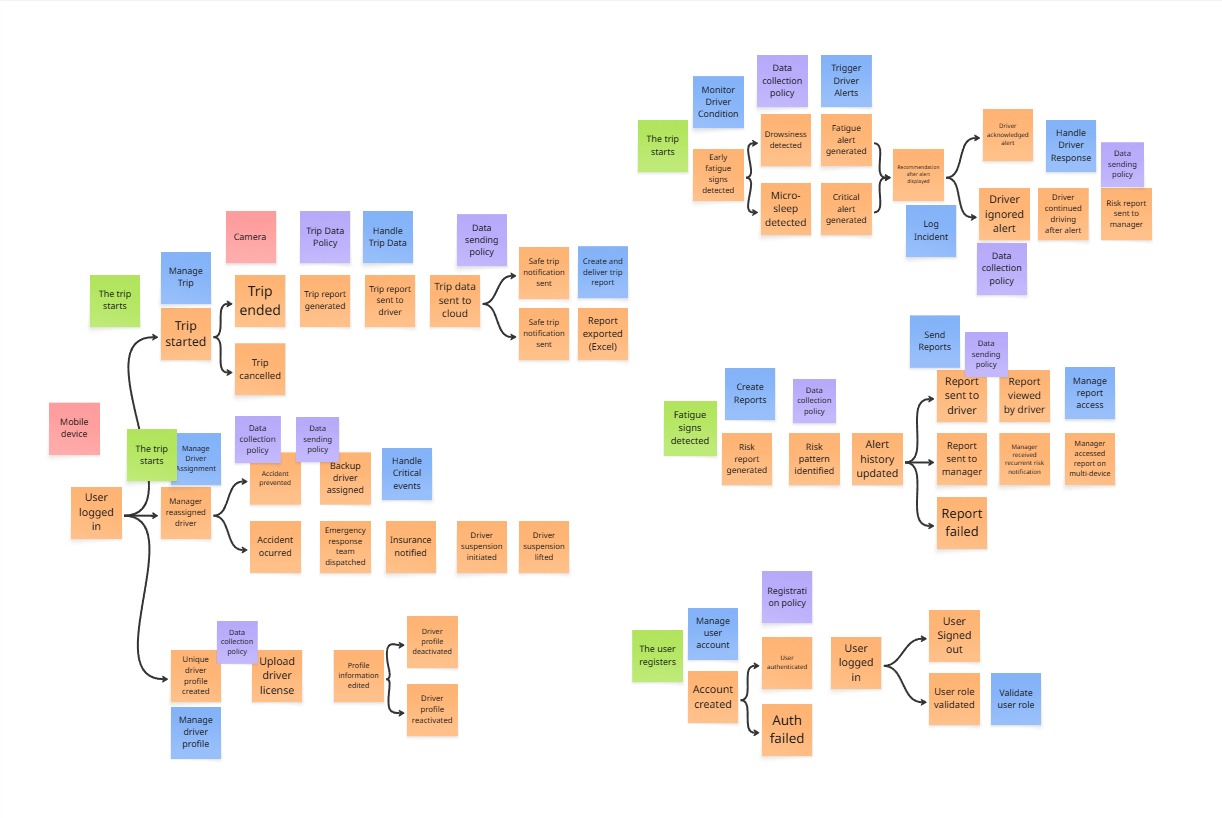 Camera
Trip Data
Policy
Handle
Trip Data
Data
sending
policy
Manage
Trip
The trip
starts
Trip
started
Trip
ended
Trip report
generated
Trip report
sent to
driver
Trip data
sent to
cloud
Safe trip
notification
sent
Create and
deliver trip
report
Safe trip
notification
sent
Report
exported
(Excel)
Trip
cancelled
Mobile
device
The trip
starts
Manage
Driver
Assignment
Data
collection
policy
Data
sending
policy
Accident
prevented
Backup
driver
assigned
Handle
Critical
events
User
logged
in
Manager
reassigned
driver
Accident
ocurred
Emergency
response
team
dispatched
Insurance
notified
Driver
suspension
initiated
Driver
suspension
lifted
Data
collection
policy
Unique
driver
profile
created
Upload
driver
license
Profile
information
edited
Driver
profile
deactivated
Driver
profile
reactivated
Manage
driver
profile
Data
collection
policy
Trigger
Driver
Alerts
Monitor
Driver
Condition
The trip
starts
Early
fatigue
signs
detected
Drowsiness
detected
Fatigue
alert
generated
Micro-
sleep
detected
Critical
alert
generated
Recommendation
after alert
displayed
Driver
acknowledged
alert
Handle
Driver
Response
Data
sending
policy
Log
Incident
Driver
ignored
alert
Driver
continued
driving
after alert
Risk report
sent to
manager
Data
collection
policy
Send
Reports
Data
sending
policy
Create
Reports
Data
collection
policy
Report
sent to
driver
Report
viewed
by driver
Manage
report
access
Fatigue
signs
detected
Risk
report
generated
Risk
pattern
identified
Alert
history
updated
Report
sent to
manager
Manager
received
recurrent risk
notification
Manager
accessed
report on
multi-device
Report
failed
Registrati
on policy
Manage
user
account
The user
registers
Account
created
User
authenticated
Auth
failed
User
logged
in
User
Signed
out
User role
validated
Validate
user role